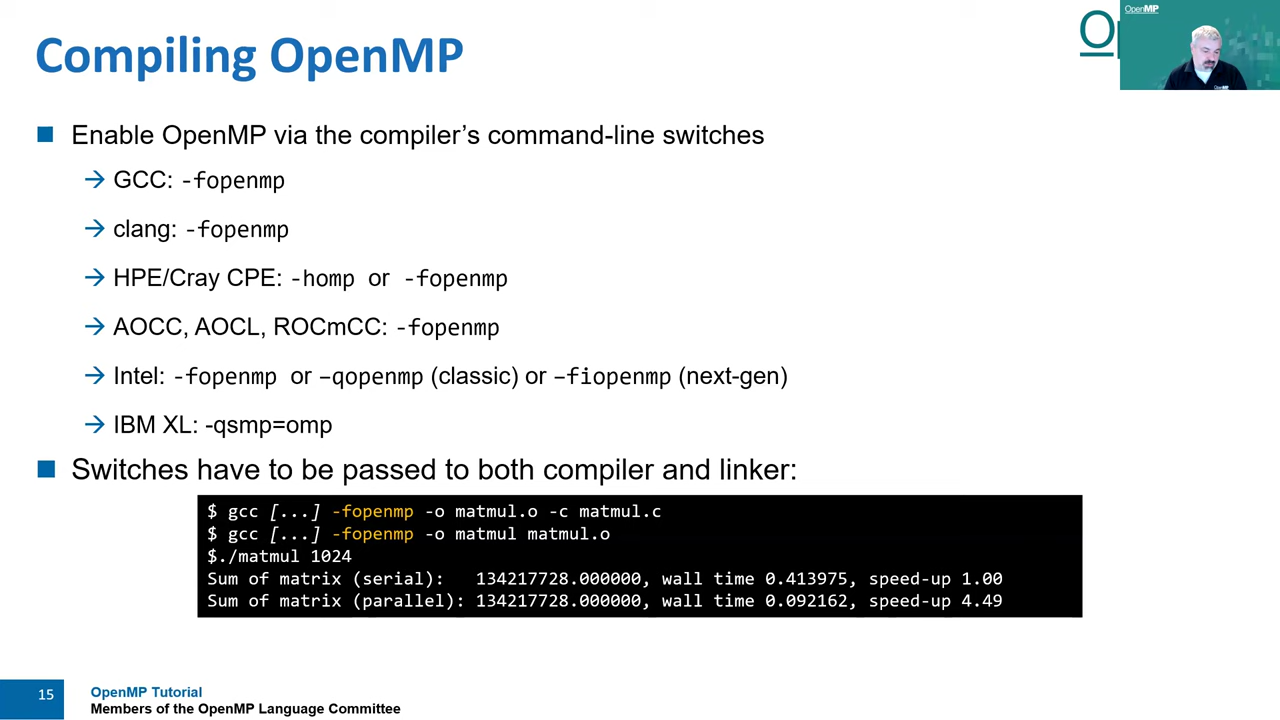 Compiling OpenMP
OpenMP
Enable OpenMP via the compiler’s command-line switches
→ GCC: -fopenmp
→ clang: -fopenmp
→ HPE/Cray CPE: -homp or -fopenmp
→ AOCC, AOCL, ROCmCC: -fopenmp
→ Intel: -fopenmp or –qopenmp (classic) or –fiopenmp (next-gen)
→ IBM XL: -qsmp=omp
Switches have to be passed to both compiler and linker:
$ gcc [...] -fopenmp -o matmul.o -c matmul.c
$ gcc [...] -fopenmp -o matmul matmul.o
$./matmul 1024
Sum of matrix (serial):   134217728.000000, wall time 0.413975, speed-up 1.00
Sum of matrix (parallel): 134217728.000000, wall time 0.092162, speed-up 4.49
15
OpenMP Tutorial
Members of the OpenMP Language Committee